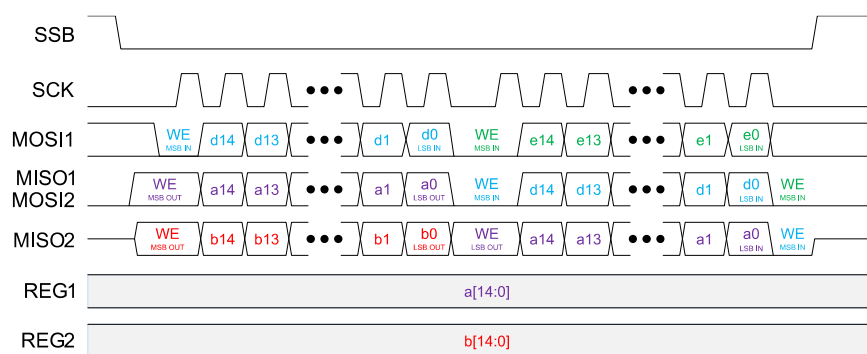 SSB
SCK
•••
•••
MOSI1 WE d14 d13 ••• d1 d0 WE e14 e13 ••• e1 e0
MSB IN LSB IN MSB IN LSB IN
MISO1 WE a14 a13 ••• a1 a0 WE d14 d13 ••• d1 d0 WE
MOSI2 MSB OUT LSB OUT MSB IN LSB IN MSB IN
MISO2 WE b14 b13 ••• b1 b0 WE a14 a13 ••• a1 a0 WE
MSB OUT LSB OUT LSB OUT LSB IN MSB IN
REG1 a[14:0]
REG2 b[14:0]